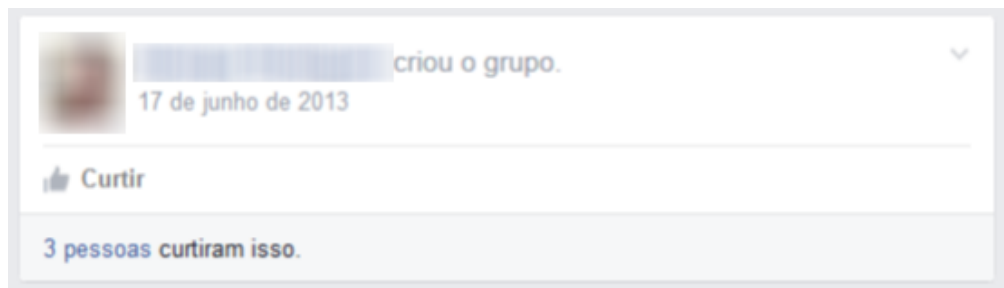 criou o grupo.
17 de junho de 2013
Curtir
3 pessoas curtiram isso.